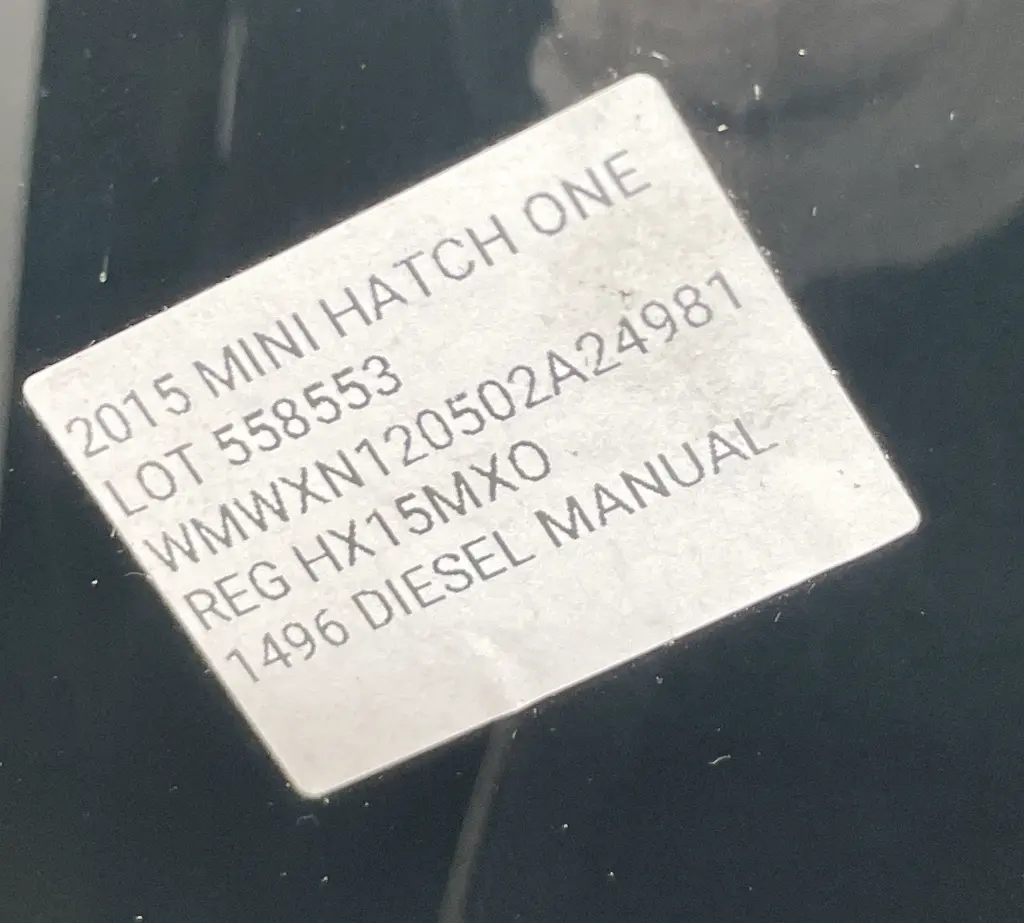 2015 MINI HATCH ONE
LOT 558553
WMWXN120502A24981
REG HX15MXO
1496 DIESEL MANUAL